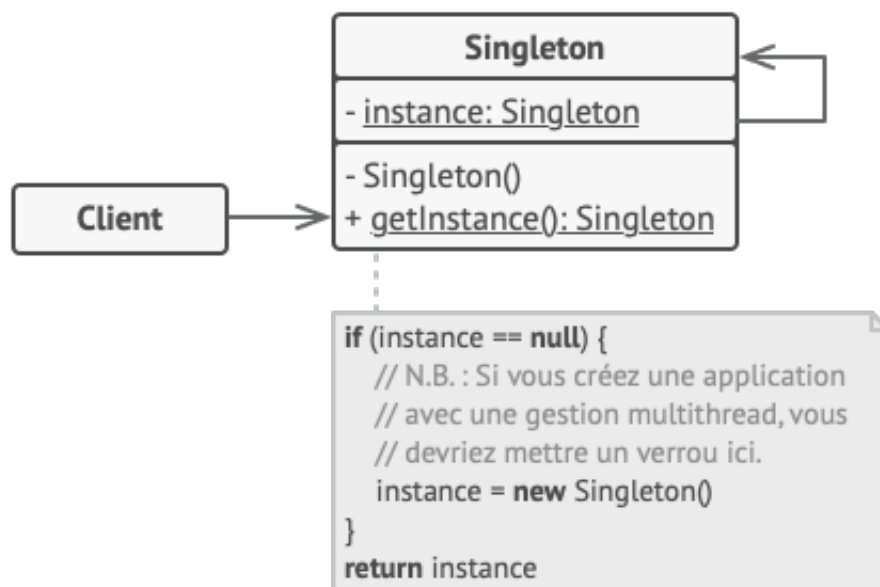 Singleton
- instance: Singleton
- Singleton()
Client
+ getInstance(): Singleton
if (instance == null) {
// N.B. : Si vous créez une application
// avec une gestion multithread, vous
// devriez mettre un verrou ici.
instance = new Singleton()
}
return instance